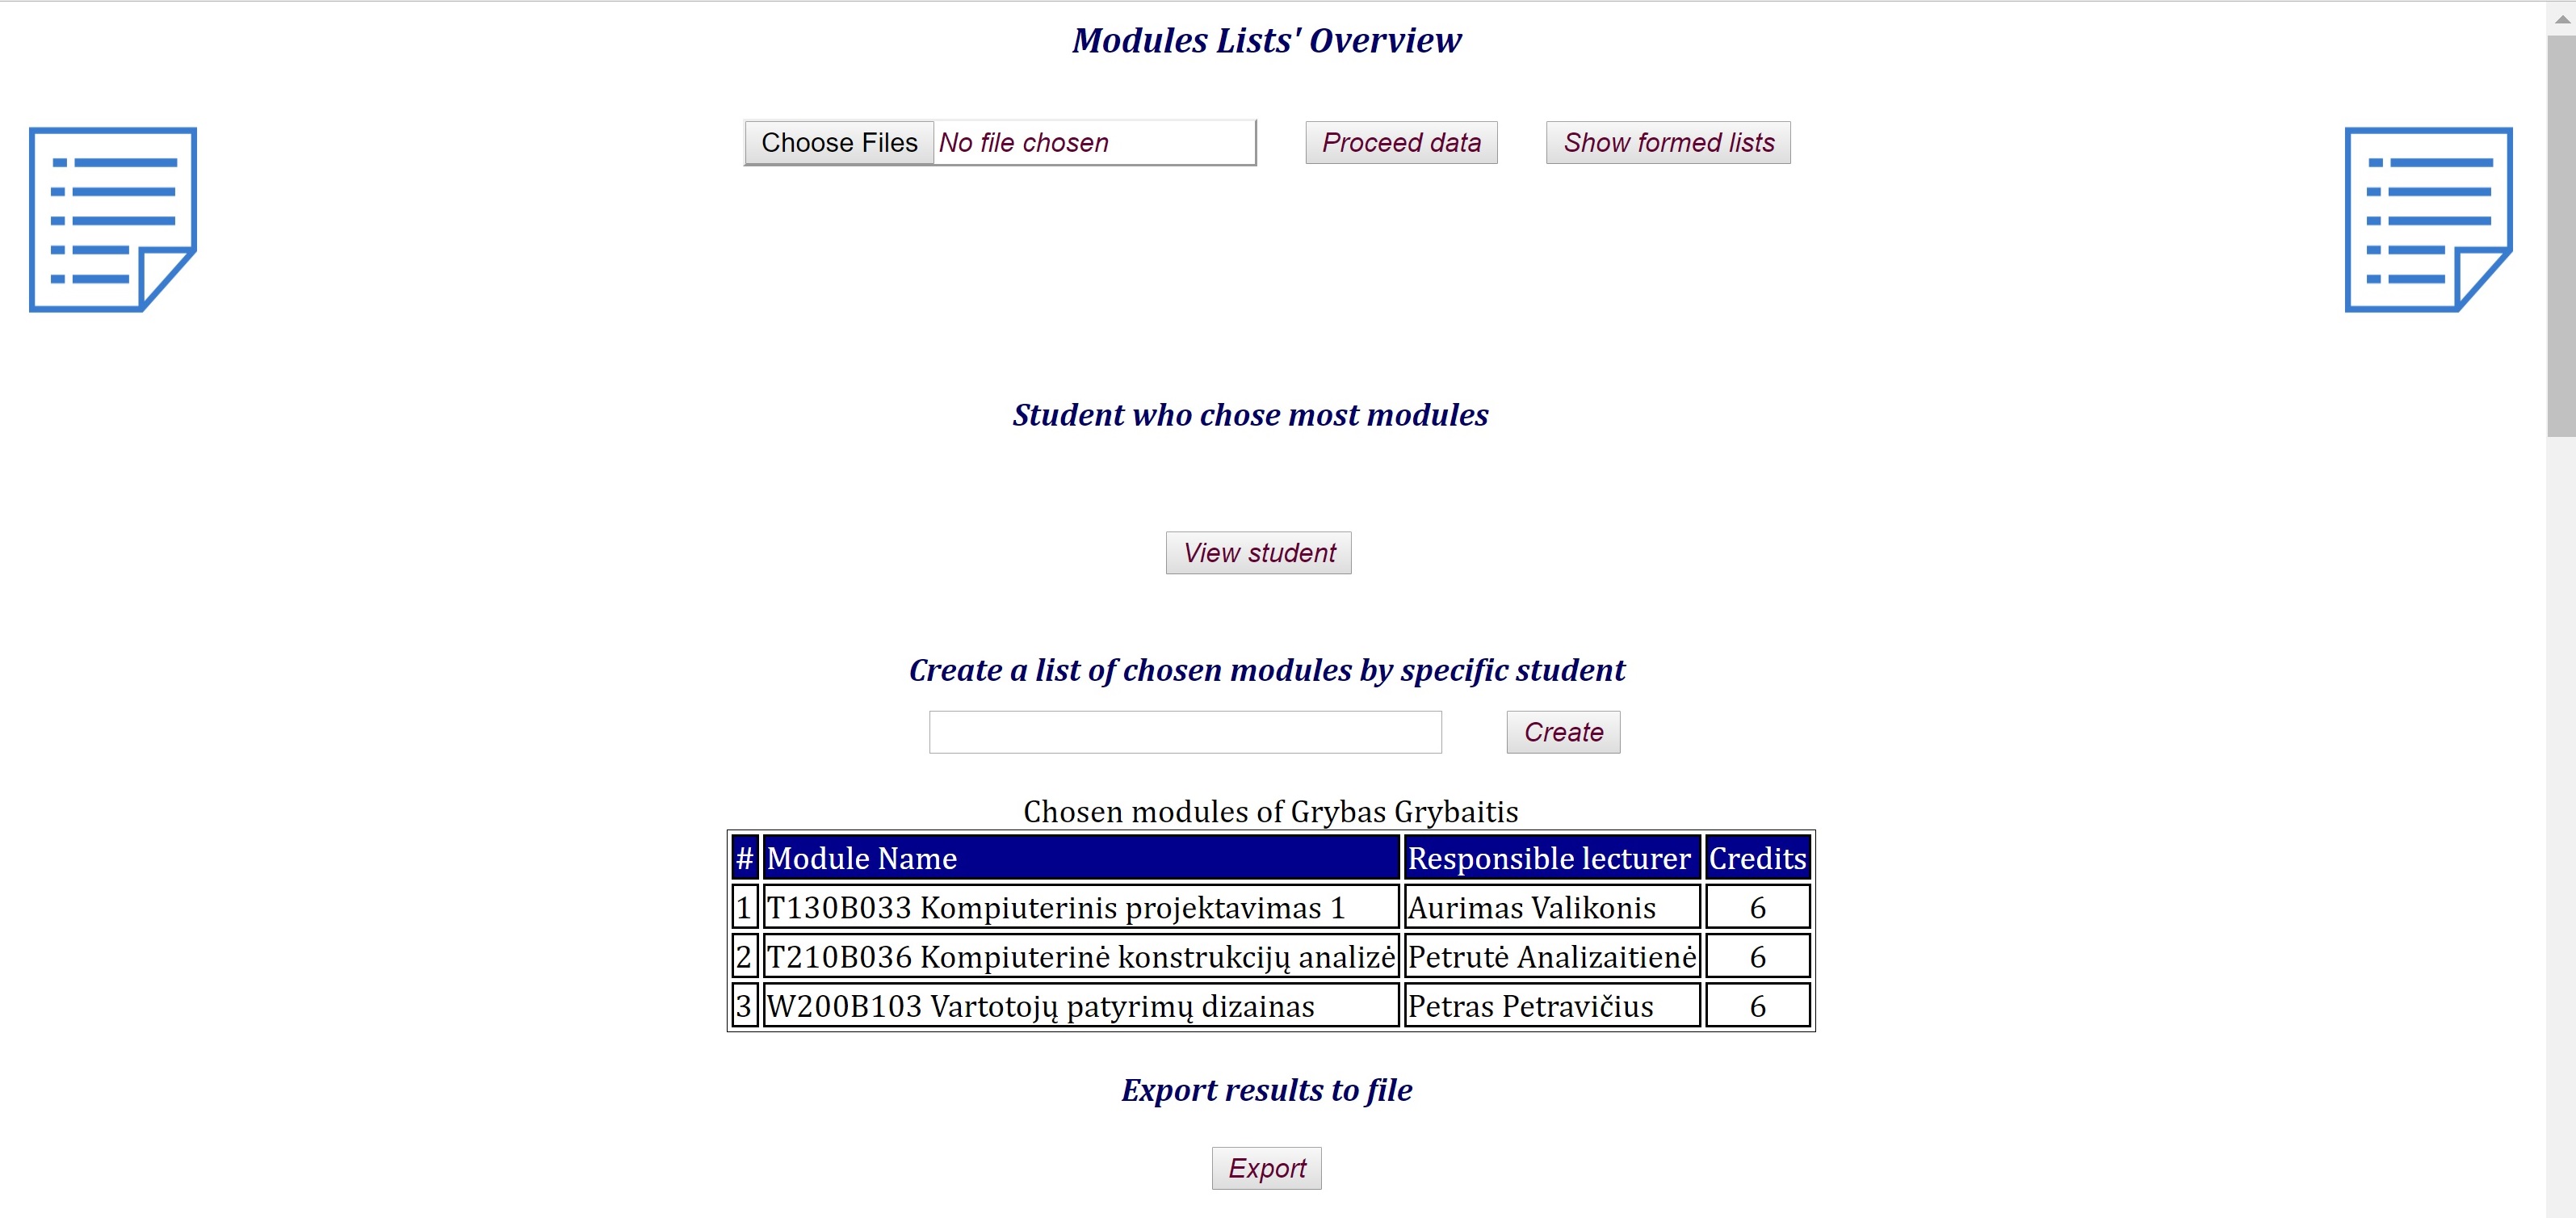 Modules Lists' Overview
Choose Files No file chosen Proceed data Show formed lists
Student who chose most modules
View student
Create a list of chosen modules by specific student
Create
Chosen modules of Grybas Grybaitis
# Module Name Responsible lecturer Credits
1 T130B033 Kompiuterinis projektavimas 1 Aurimas Valikonis 6
2 T210B036 Kompiuterinė konstrukcijų analizė Petrutė Analizaitienė 6
3 W200B103 Vartotojų patyrimų dizainas Petras Petravičius 6
Export results to file
Export